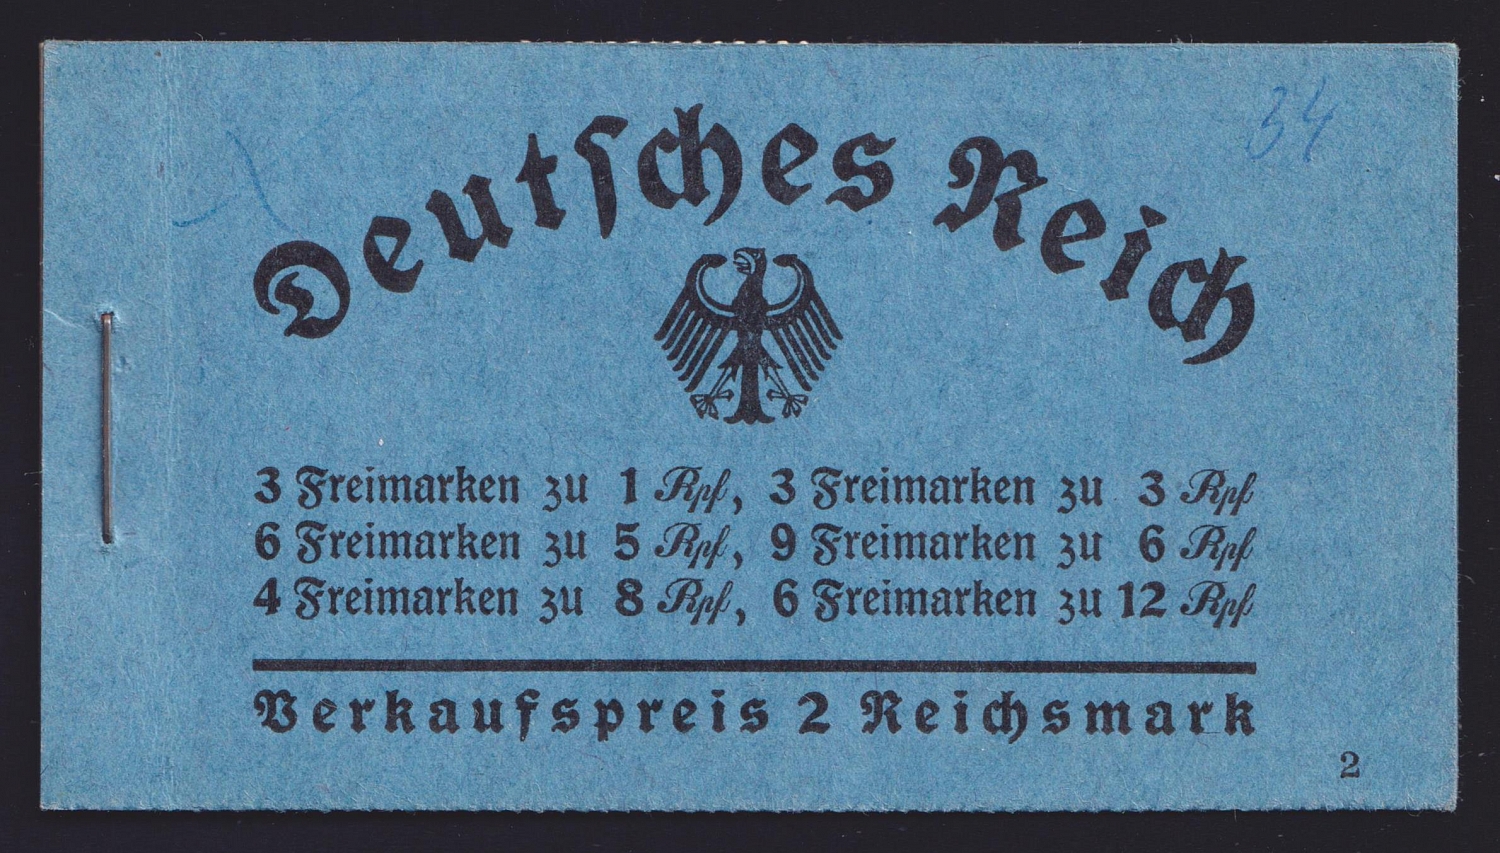 34
Deutsches Reich
3 Freimarken zu 1 Rpf, 3 Freimarken zu 3 Rpf
6 Freimarken zu 5 Rpf, 9 Freimarken zu 6 Rpf
4 Freimarken zu 8 Rpf, 6 Freimarken zu 12 Rpf
Verkaufspreis 2 Reichsmark
2